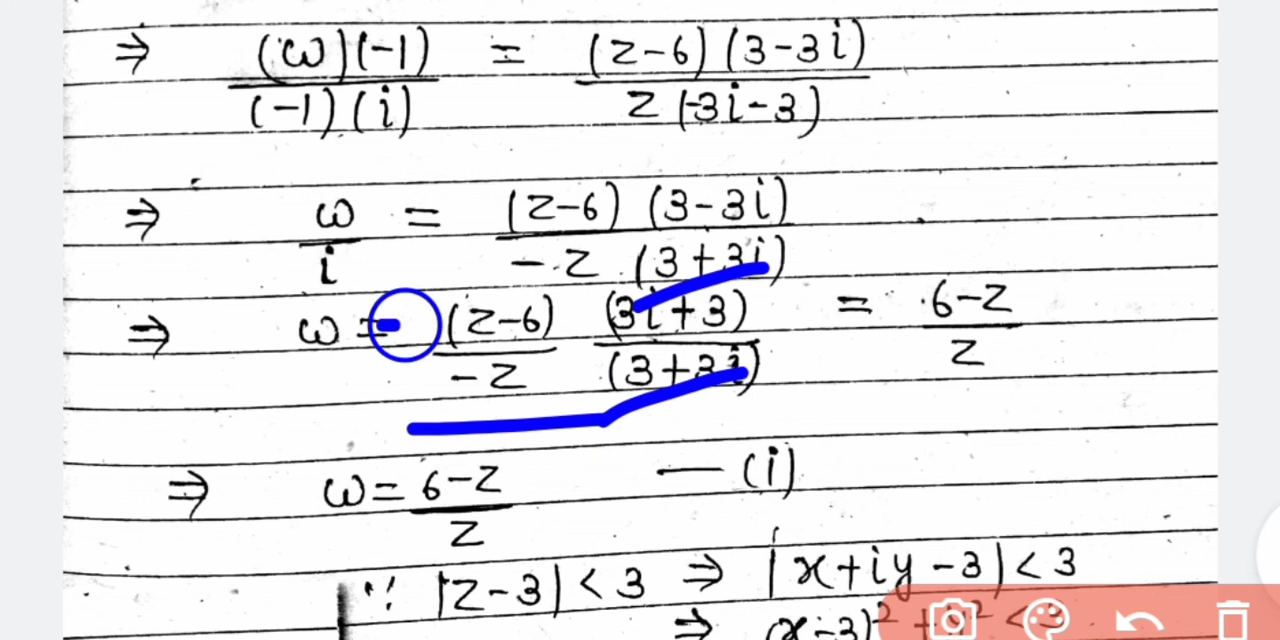 ⇒ (ω)(-1) / (-1)(i) = (z-6)(3-3i) / z(-3i-3)
⇒ ω / i = (z-6)(3-3i) / -z(3+3i)
⇒ ω = (z-6) / -z (3i+3) / (3+3i) = 6-z / z
⇒ ω = 6-z / z — (i)
∵ |z-3| < 3 ⇒ |x+iy-3| < 3
⇒